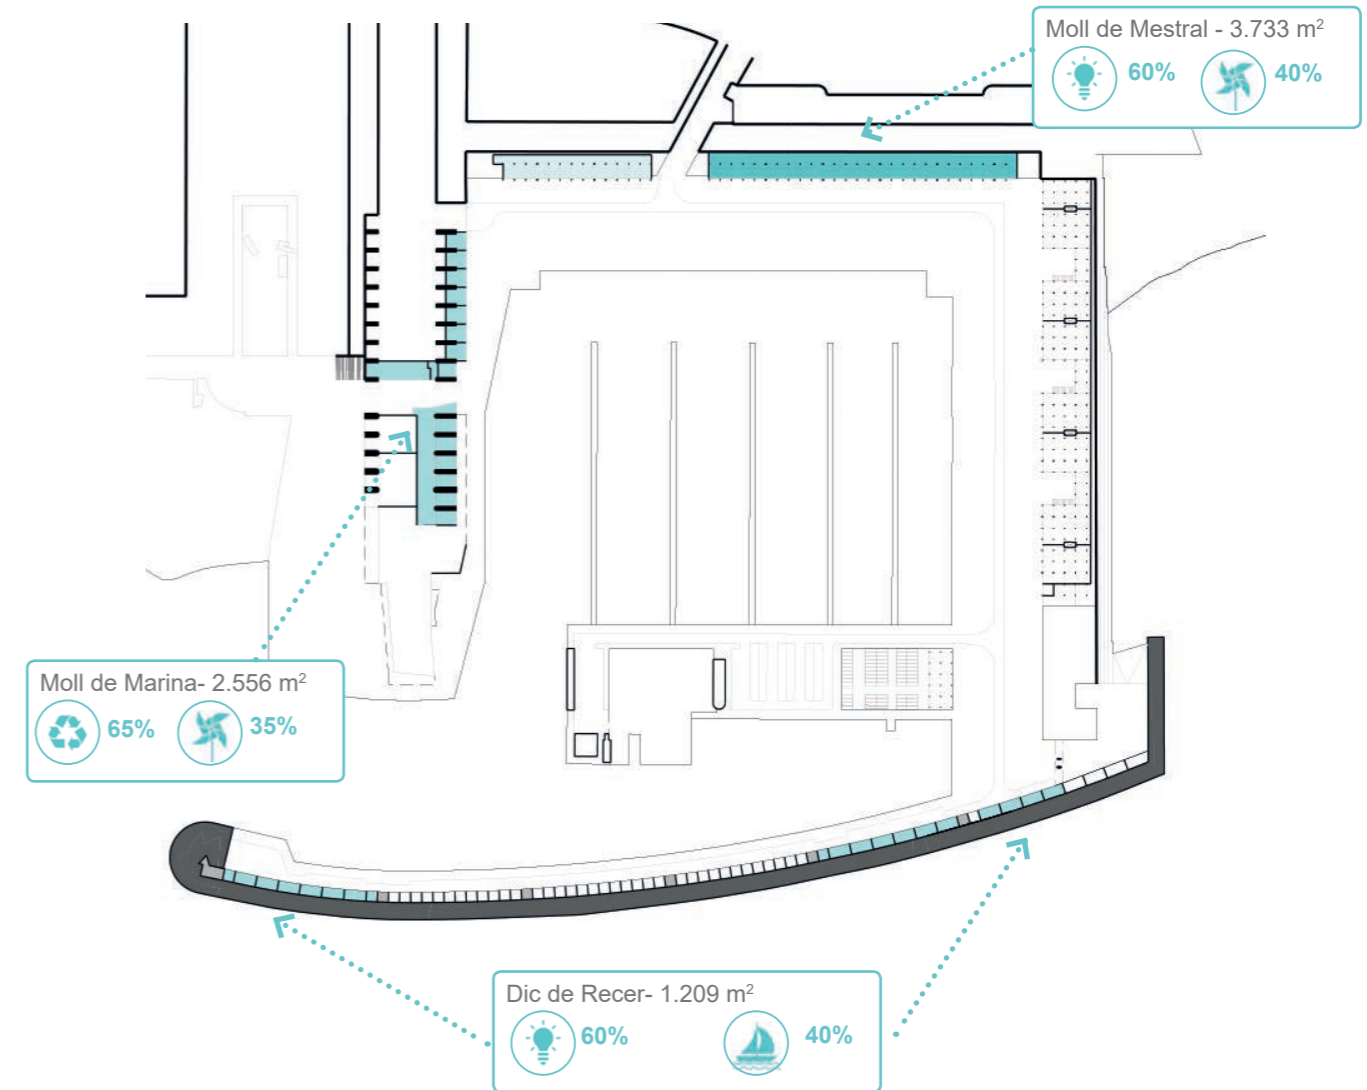 Moll de Mestral - 3.733 m²
60% 40%
Moll de Marina- 2.556 m²
65% 35%
Dic de Recer- 1.209 m²
60% 40%